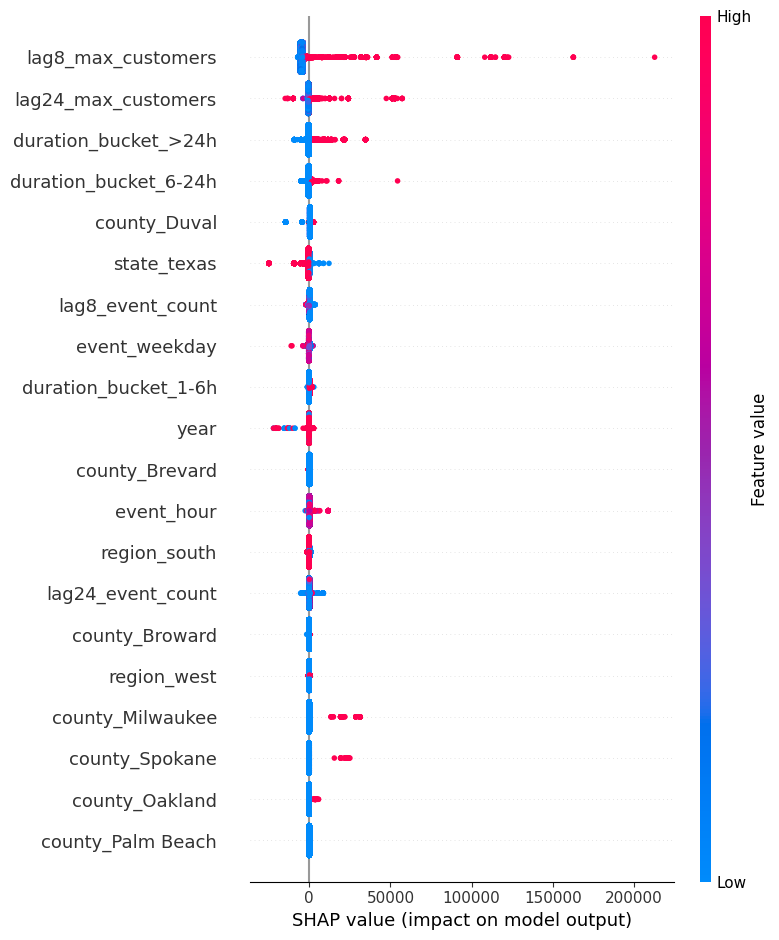 High
lag8_max_customers
lag24_max_customers
duration_bucket_>24h
duration_bucket_6-24h
county_Duval
state_texas
lag8_event_count
event_weekday
duration_bucket_1-6h
year
county_Brevard
event_hour
region_south
lag24_event_count
county_Broward
region_west
county_Milwaukee
county_Spokane
county_Oakland
county_Palm Beach
Feature value
Low
0 50000 100000 150000 200000
SHAP value (impact on model output)